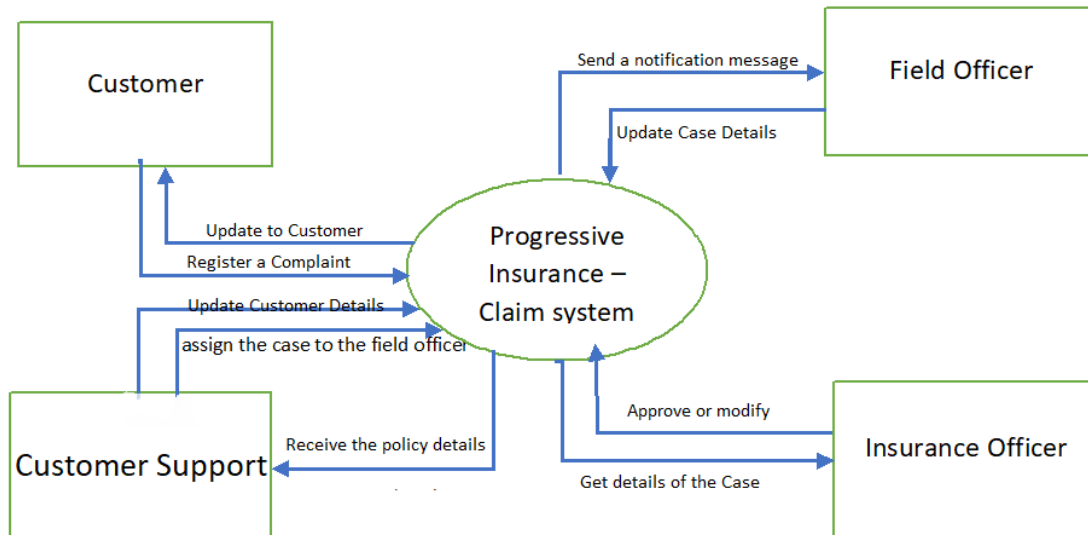 Customer
Send a notification message
Field Officer
Update Case Details
Update to Customer
Register a Complaint
Progressive
Insurance –
Claim system
Update Customer Details
assign the case to the field officer
Approve or modify
Receive the policy details
Customer Support
Insurance Officer
Get details of the Case